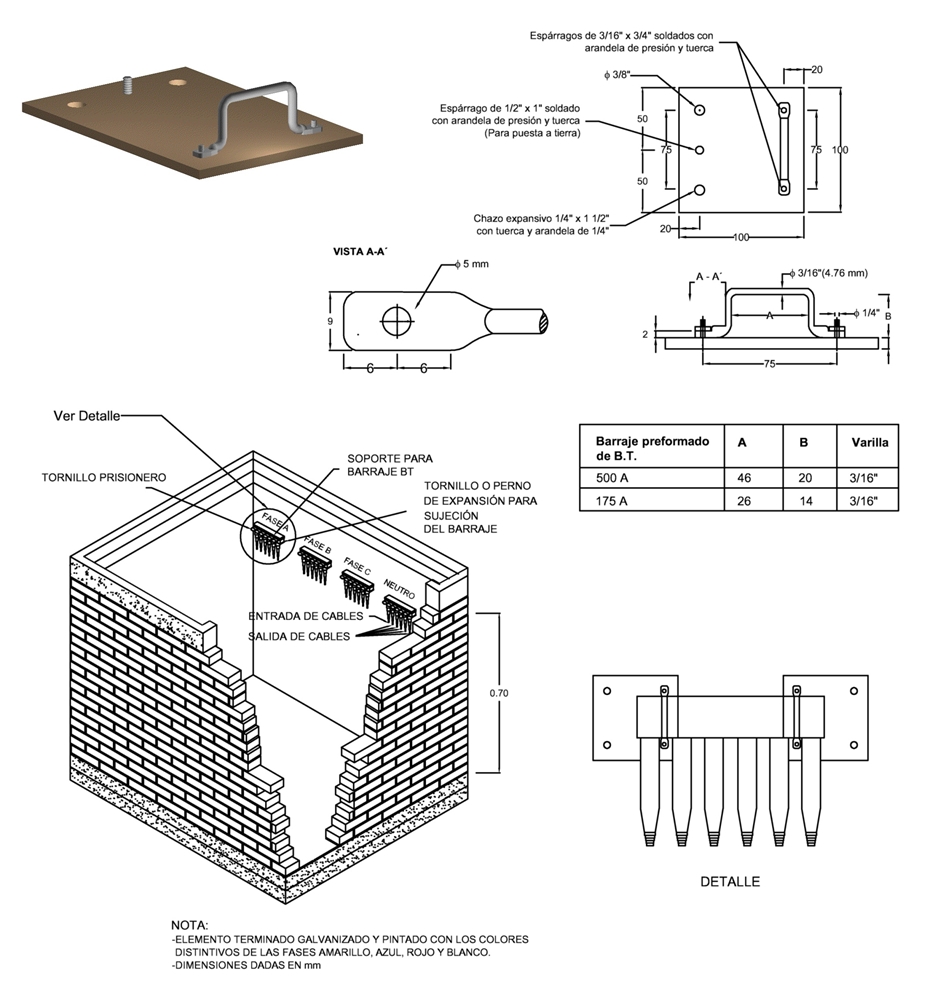 Espárragos de 3/16" x 3/4" soldados con
arandela de presión y tuerca
20
ϕ 3/8"
Espárrago de 1/2" x 1" soldado
con arandela de presión y tuerca
(Para puesta a tierra)
50
75
50
75
100
Chazo expansivo 1/4" x 1 1/2"
con tuerca y arandela de 1/4"
20
100
VISTA A-A´
ϕ 5 mm
9
6
6
A - A´
ϕ 3/16"(4.76 mm)
ϕ 1/4"
A
B
2
75
Barraje preformado
de B.T.
A
B
Varilla
500 A
46
20
3/16"
175 A
26
14
3/16"
Ver Detalle
TORNILLO PRISIONERO
SOPORTE PARA
BARRAJE BT
TORNILLO O PERNO
DE EXPANSIÓN PARA
SUJECIÓN
DEL BARRAJE
FASE A
FASE B
FASE C
NEUTRO
ENTRADA DE CABLES
SALIDA DE CABLES
0.70
DETALLE
NOTA:
-ELEMENTO TERMINADO GALVANIZADO Y PINTADO CON LOS COLORES
DISTINTIVOS DE LAS FASES AMARILLO, AZUL, ROJO Y BLANCO.
-DIMENSIONES DADAS EN mm